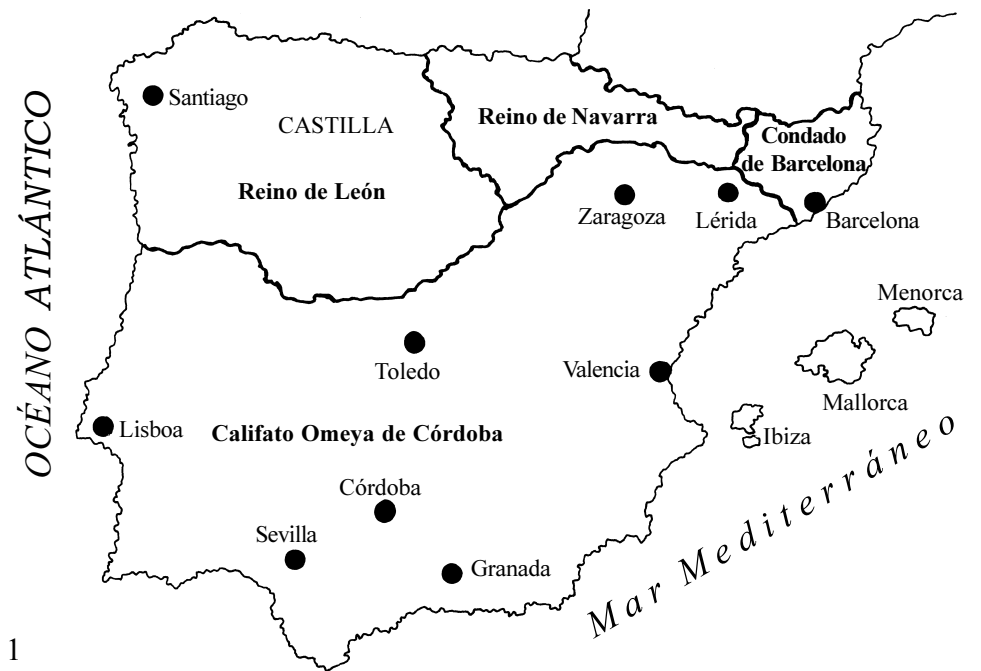 OCÉANO ATLÁNTICO
Santiago
CASTILLA
Reino de León
Reino de Navarra
Condado
de Barcelona
Zaragoza
Lérida
Barcelona
Menorca
Toledo
Valencia
Mallorca
Lisboa
Califato Omeya de Córdoba
Ibiza
Córdoba
Sevilla
Granada
Mar Mediterráneo
1